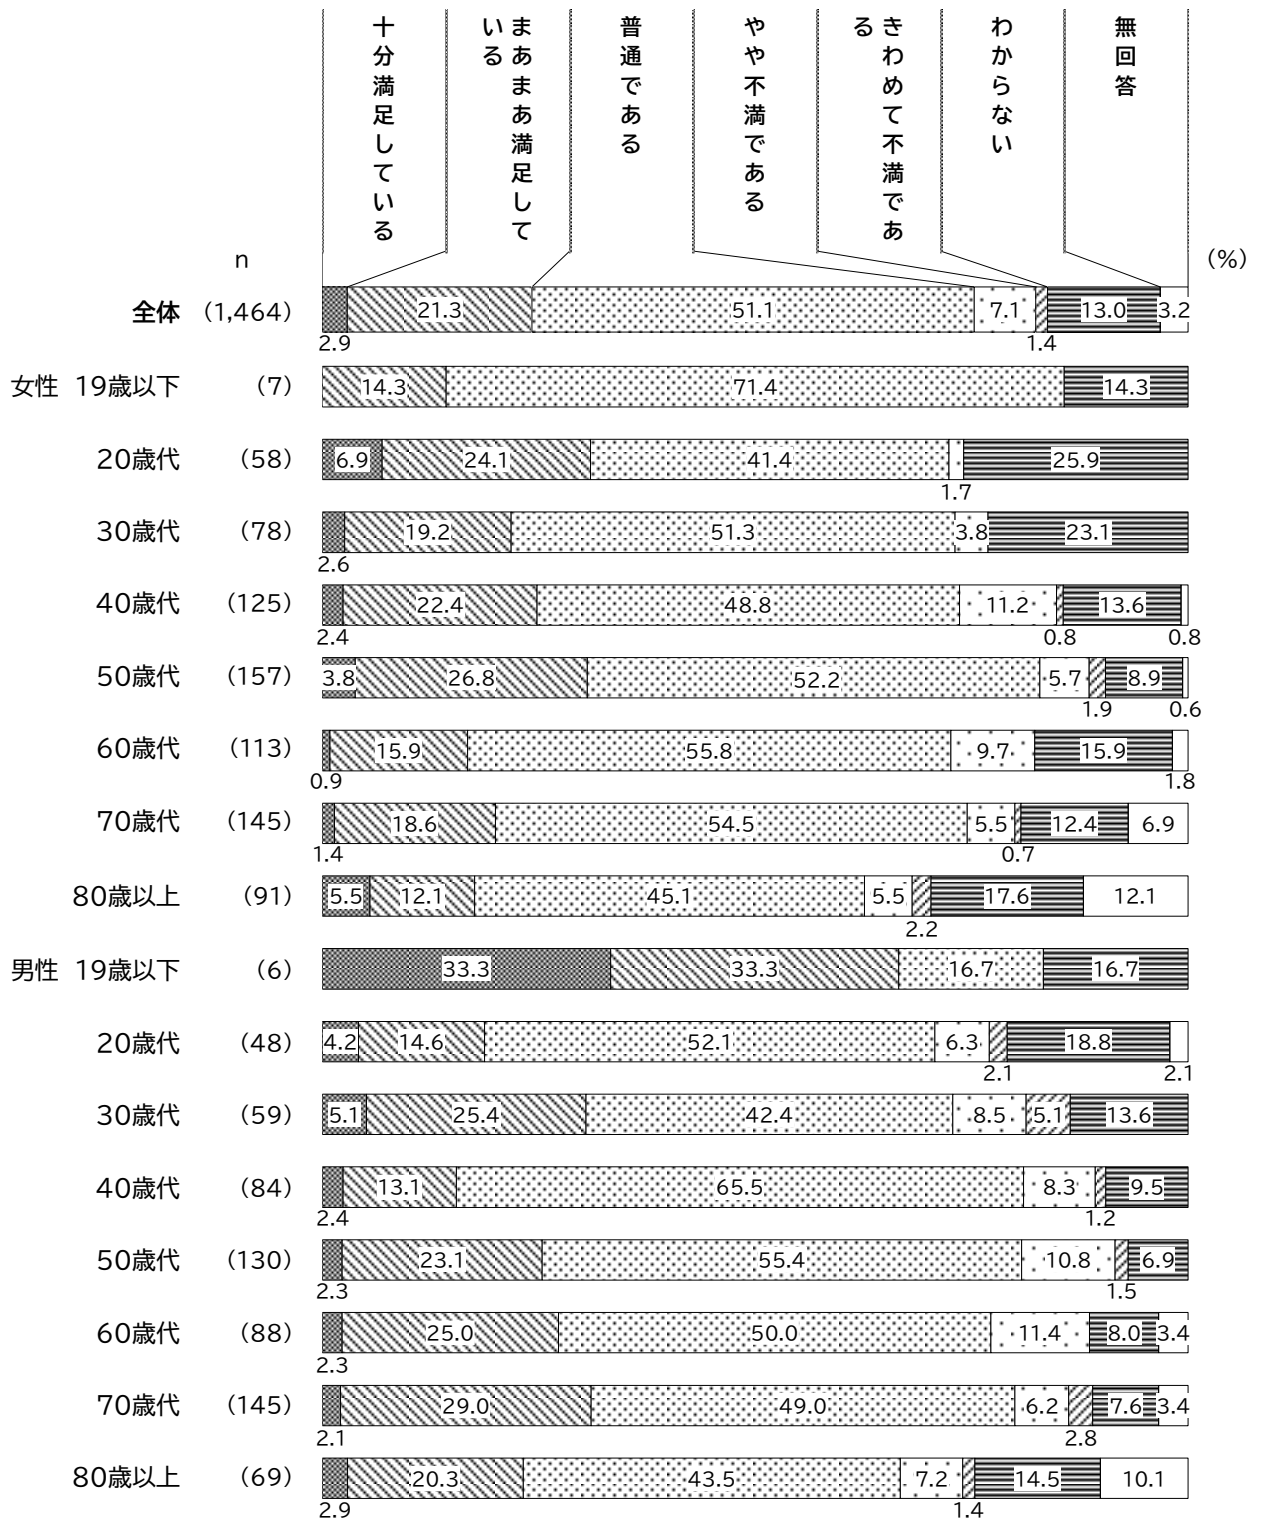 十分満足している
まあまあ満足して
いる
普通である
やや不満である
きわめて不満であ
る
わからない
無回答
n
(%)
全体 (1,464) 21.3 51.1 7.1 13.0 3.2
2.9 1.4
女性 19歳以下 (7) 14.3 71.4 14.3
20歳代 (58) 6.9 24.1 41.4 25.9
1.7
30歳代 (78) 19.2 51.3 3.8 23.1
2.6
40歳代 (125) 22.4 48.8 11.2 13.6
2.4 0.8 0.8
50歳代 (157) 3.8 26.8 52.2 5.7 8.9
1.9 0.6
60歳代 (113) 15.9 55.8 9.7 15.9
0.9 1.8
70歳代 (145) 18.6 54.5 5.5 12.4 6.9
1.4 0.7
80歳以上 (91) 5.5 12.1 45.1 5.5 17.6 12.1
2.2
男性 19歳以下 (6) 33.3 33.3 16.7 16.7
20歳代 (48) 4.2 14.6 52.1 6.3 18.8
2.1 2.1
30歳代 (59) 5.1 25.4 42.4 8.5 5.1 13.6
40歳代 (84) 13.1 65.5 8.3 9.5
2.4 1.2
50歳代 (130) 23.1 55.4 10.8 6.9
2.3 1.5
60歳代 (88) 25.0 50.0 11.4 8.0 3.4
2.3
70歳代 (145) 29.0 49.0 6.2 7.6 3.4
2.1 2.8
80歳以上 (69) 20.3 43.5 7.2 14.5 10.1
2.9 1.4